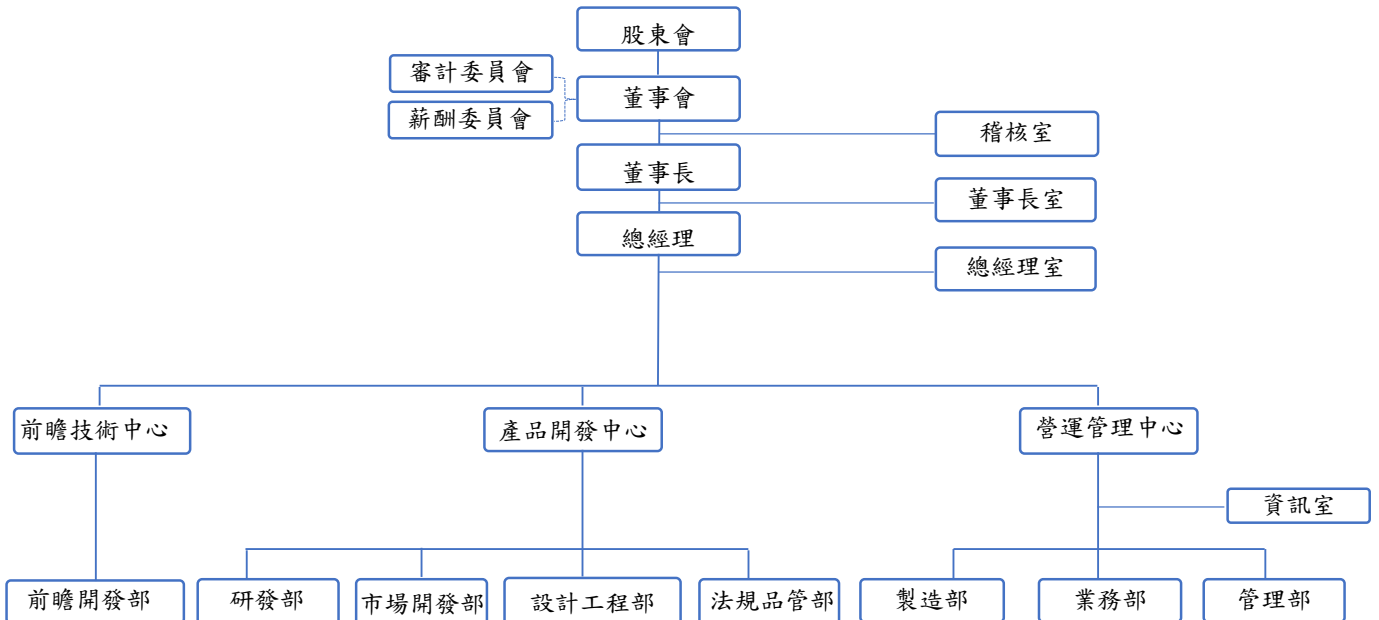 股東會
審計委員會
董事會
薪酬委員會
稽核室
董事長
董事長室
總經理
總經理室
前瞻技術中心
產品開發中心
營運管理中心
資訊室
前瞻開發部
研發部
市場開發部
設計工程部
法規品管部
製造部
業務部
管理部